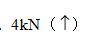 . 4kN（↑）